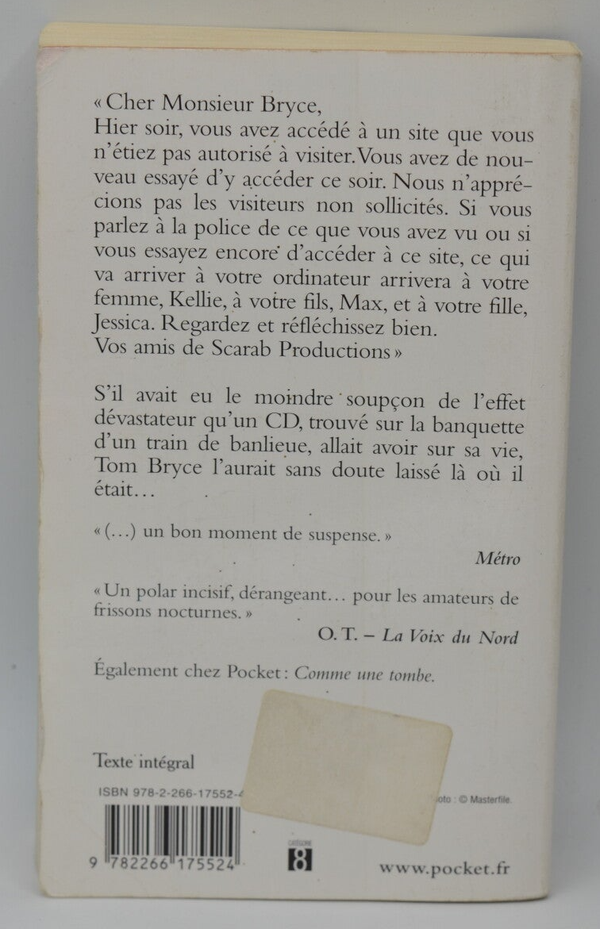 « Cher Monsieur Bryce,
Hier soir, vous avez accédé à un site que vous
n'étiez pas autorisé à visiter. Vous avez de nou-
veau essayé d'y accéder ce soir. Nous n'appré-
cions pas les visiteurs non sollicités. Si vous
parlez à la police de ce que vous avez vu ou si
vous essayez encore d'accéder à ce site, ce qui
va arriver à votre ordinateur arrivera à votre
femme, Kellie, à votre fils, Max, et à votre fille,
Jessica. Regardez et réfléchissez bien.
Vos amis de Scarab Productions »
S'il avait eu le moindre soupçon de l'effet
dévastateur qu'un CD, trouvé sur la banquette
d'un train de banlieue, allait avoir sur sa vie,
Tom Bryce l'aurait sans doute laissé là où il
était…
« (…) un bon moment de suspense. »
Métro
« Un polar incisif, dérangeant… pour les amateurs de
frissons nocturnes. »
O. T. – La Voix du Nord
Également chez Pocket : Comme une tombe.
Texte intégral
ISBN 978-2-266-17552-4
: © Masterfile.
9 782266 175524
CATÉGORIE
8
www.pocket.fr